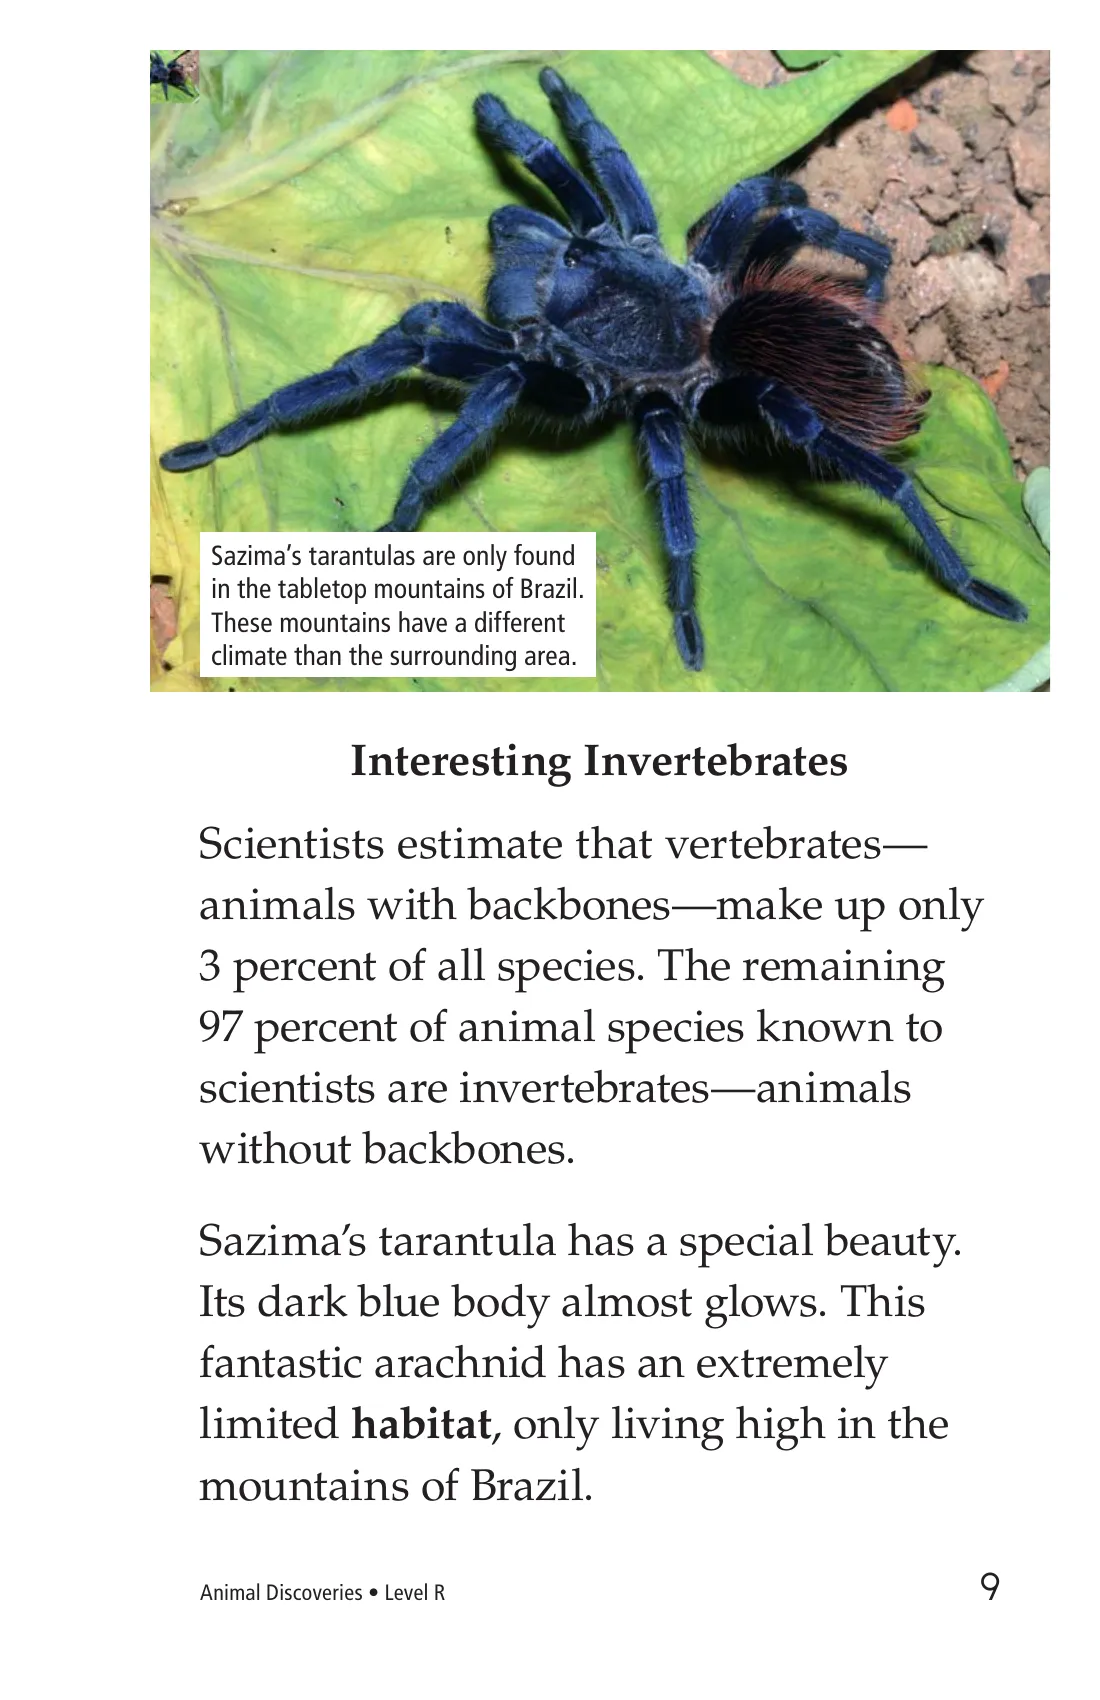 Sazima's tarantulas are only found
in the tabletop mountains of Brazil.
These mountains have a different
climate than the surrounding area.
Interesting Invertebrates
Scientists estimate that vertebrates—
animals with backbones—make up only
3 percent of all species. The remaining
97 percent of animal species known to
scientists are invertebrates—animals
without backbones.
Sazima's tarantula has a special beauty.
Its dark blue body almost glows. This
fantastic arachnid has an extremely
limited habitat, only living high in the
mountains of Brazil.
Animal Discoveries • Level R
9